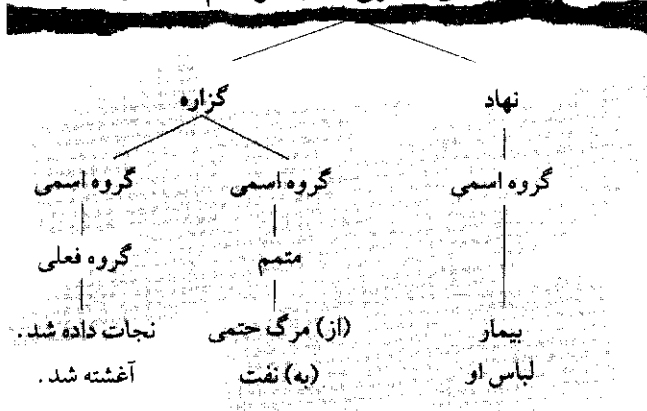 نهاد گزاره
گروه اسمی گروه اسمی گروه اسمی
متمم گروه فعلی
بیمار (از) مرگ حتمی نجات داده شد.
لباس او (به) نفت آغشته شد.